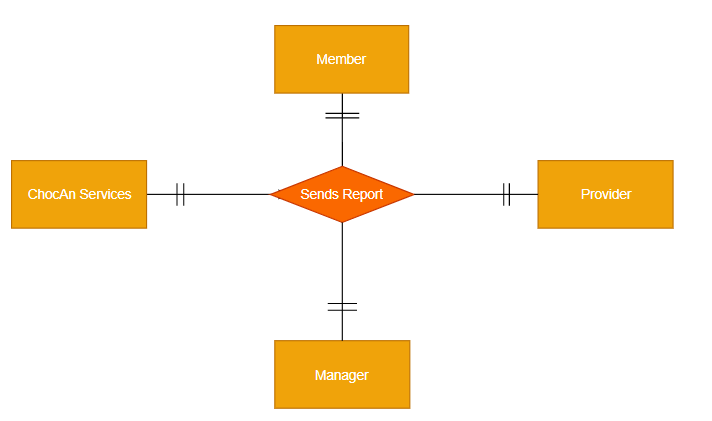 Member
ChocAn Services
Sends Report
Provider
Manager